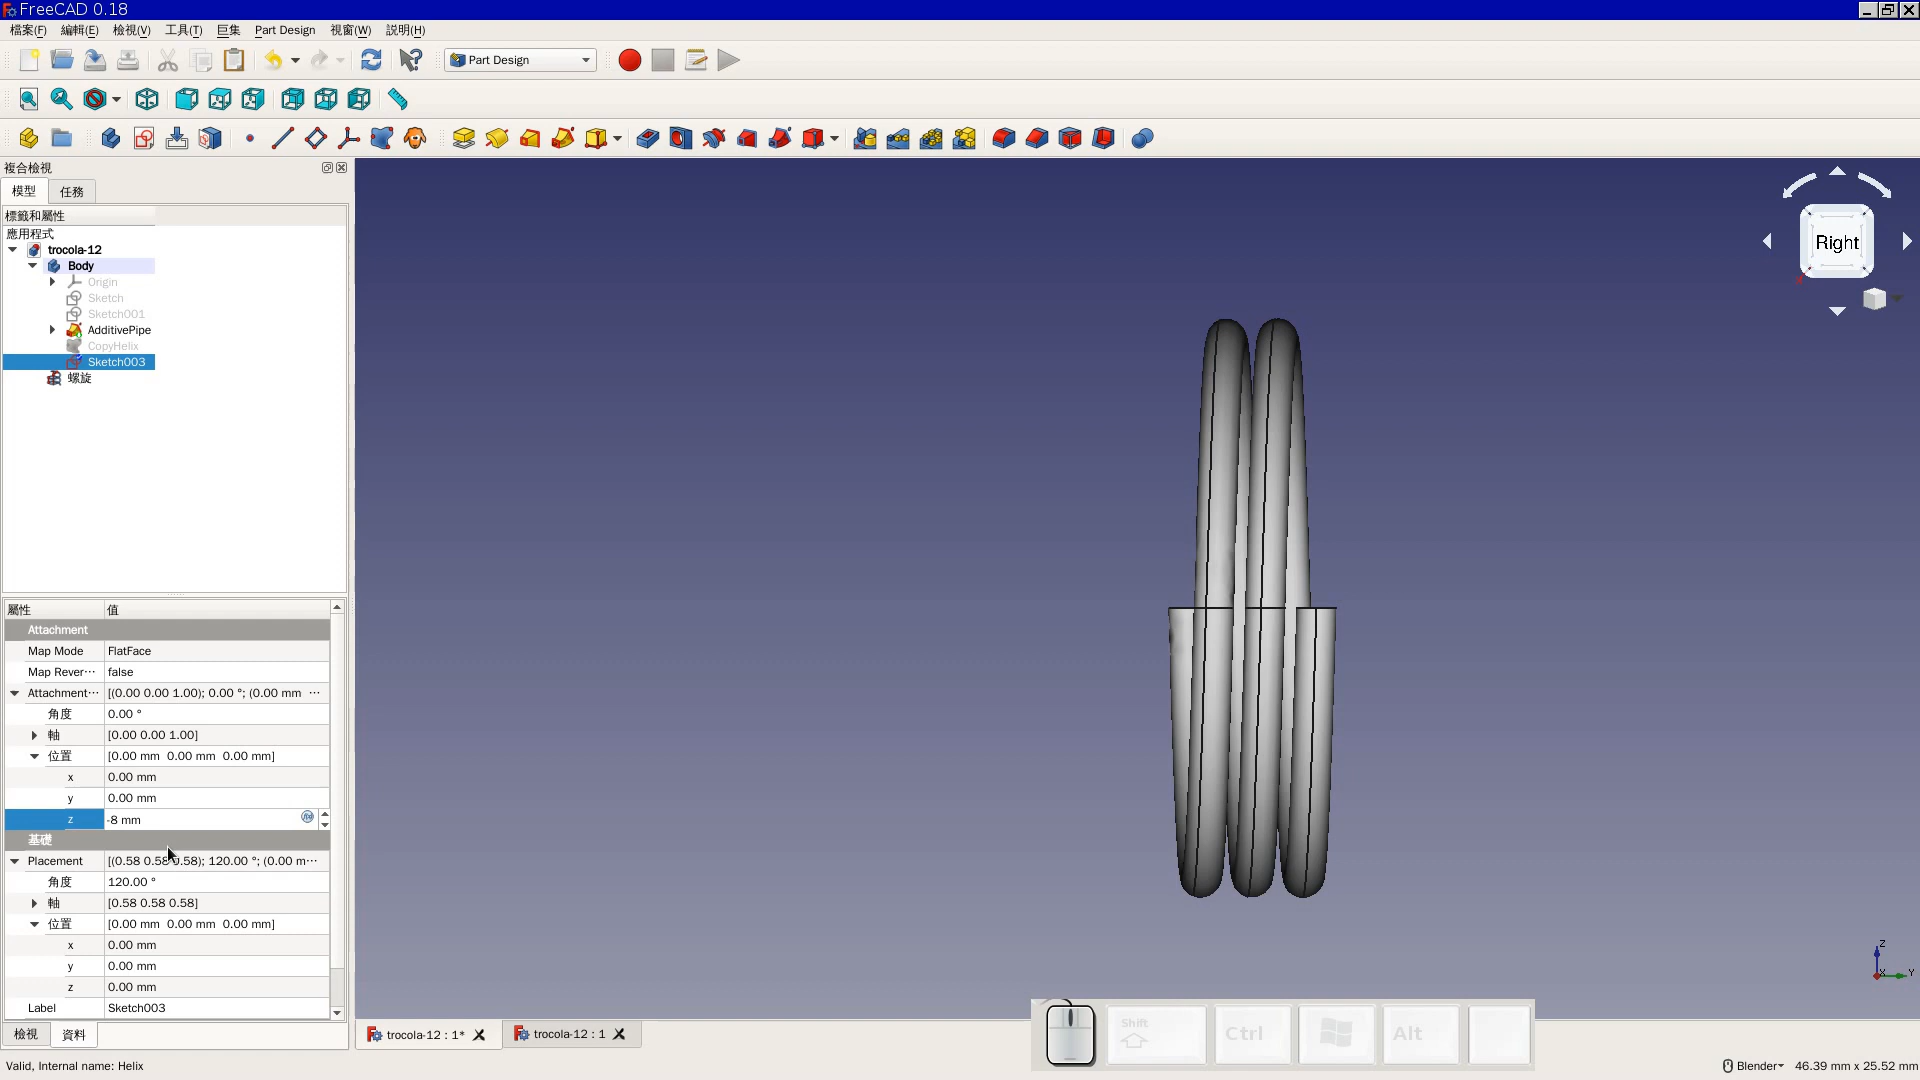 FreeCAD 0.18
檔案(F) 編輯(E) 檢視(V) 工具(T) 巨集 Part Design 視窗(W) 説明(H)
Part Design
複合檢視
模型 任務
標籤和屬性
應用程式
trocola-12
Body
Origin
Sketch
Sketch001
AdditivePipe
CopyHelix
Sketch003
螺旋
屬性 值
Attachment
Map Mode FlatFace
Map Rever··· false
Attachment··· [(0.00 0.00 1.00); 0.00 °; (0.00 mm ···
角度 0.00 °
軸 [0.00 0.00 1.00]
位置 [0.00 mm 0.00 mm 0.00 mm]
x 0.00 mm
y 0.00 mm
z -8 mm
基礎
Placement [(0.58 0.58 0.58); 120.00 °; (0.00 m···
角度 120.00 °
軸 [0.58 0.58 0.58]
位置 [0.00 mm 0.00 mm 0.00 mm]
x 0.00 mm
y 0.00 mm
z 0.00 mm
Label Sketch003
檢視 資料
Right
Z
X
Y
trocola-12 : 1* trocola-12 : 1
Shift Ctrl Alt
Valid, Internal name: Helix
Blender 46.39 mm x 25.52 mm